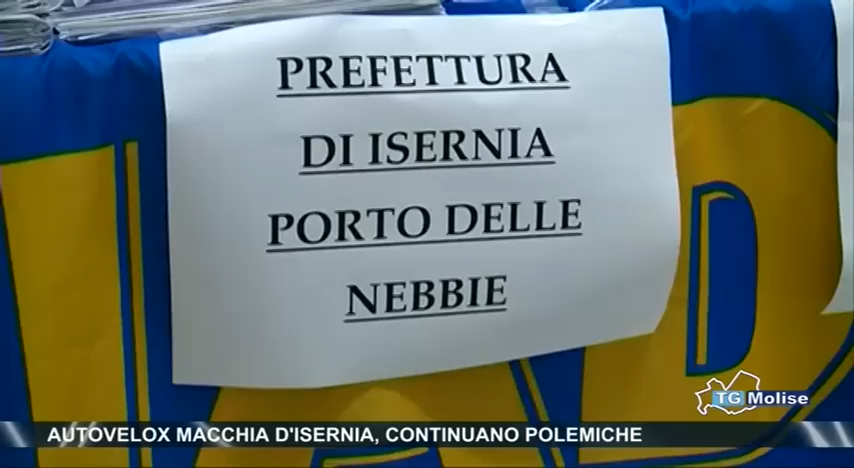 PREFETTURA
DI ISERNIA
PORTO DELLE
NEBBIE
TG Molise
AUTOVELOX MACCHIA D'ISERNIA, CONTINUANO POLEMICHE